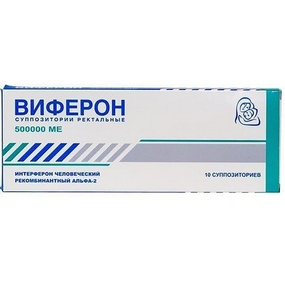 ВИФЕРОН
СУППОЗИТОРИИ РЕКТАЛЬНЫЕ
500000 МЕ
ИНТЕРФЕРОН ЧЕЛОВЕЧЕСКИЙ
РЕКОМБИНАНТНЫЙ АЛЬФА-2
10 СУППОЗИТОРИЕВ